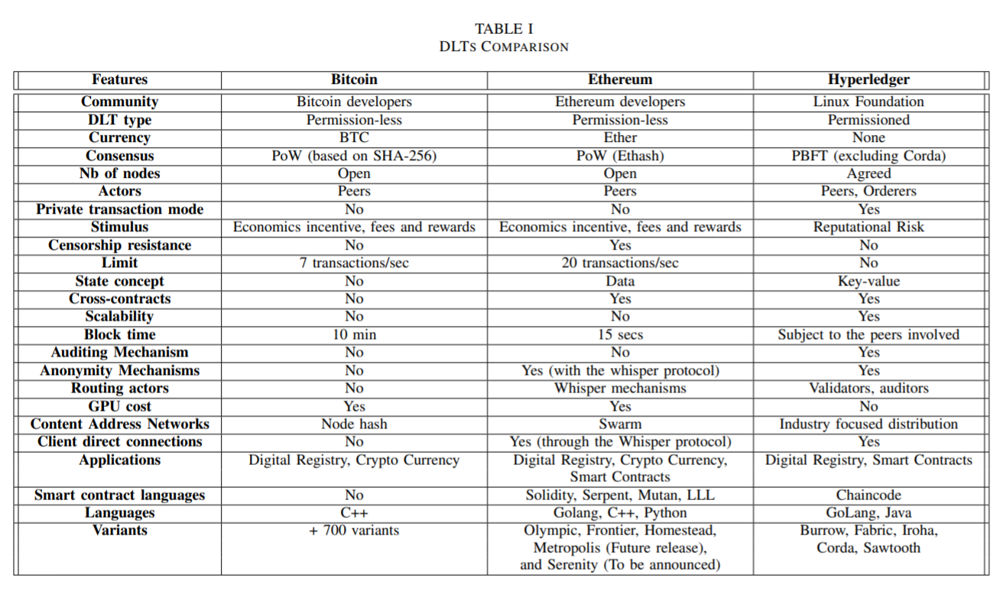 TABLE I
DLTS COMPARISON
Features Bitcoin Ethereum Hyperledger
Community Bitcoin developers Ethereum developers Linux Foundation
DLT type Permission-less Permission-less Permissioned
Currency BTC Ether None
Consensus PoW (based on SHA-256) PoW (Ethash) PBFT (excluding Corda)
Nb of nodes Open Open Agreed
Actors Peers Peers Peers, Orderers
Private transaction mode No No Yes
Stimulus Economics incentive, fees and rewards Economics incentive, fees and rewards Reputational Risk
Censorship resistance No Yes No
Limit 7 transactions/sec 20 transactions/sec No
State concept No Data Key-value
Cross-contracts No Yes Yes
Scalability No No Yes
Block time 10 min 15 secs Subject to the peers involved
Auditing Mechanism No No Yes
Anonymity Mechanisms No Yes (with the whisper protocol) Yes
Routing actors No Whisper mechanisms Validators, auditors
GPU cost Yes Yes No
Content Address Networks Node hash Swarm Industry focused distribution
Client direct connections No Yes (through the Whisper protocol) Yes
Applications Digital Registry, Crypto Currency Digital Registry, Crypto Currency, Digital Registry, Smart Contracts
Smart Contracts
Smart contract languages No Solidity, Serpent, Mutan, LLL Chaincode
Languages C++ Golang, C++, Python GoLang, Java
Variants + 700 variants Olympic, Frontier, Homestead, Burrow, Fabric, Iroha,
Metropolis (Future release), Corda, Sawtooth
and Serenity (To be announced)